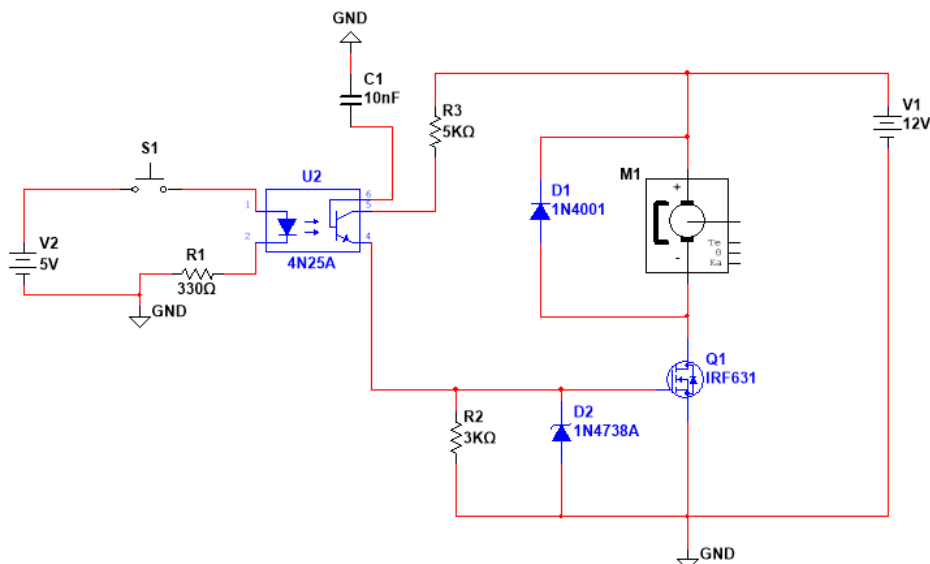 GND
C1
10nF
R3
5KΩ
V1
12V
S1
U2
M1
+
D1
1N4001
1
2
6
5
4
Te
θ
Ea
-
V2
5V
R1
330Ω
4N25A
GND
Q1
IRF631
R2
3KΩ
D2
1N4738A
GND